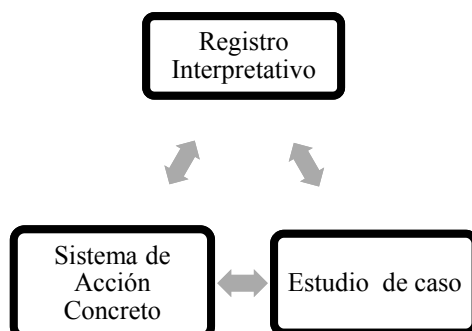 Registro
Interpretativo
Sistema de
Acción
Concreto
Estudio de caso